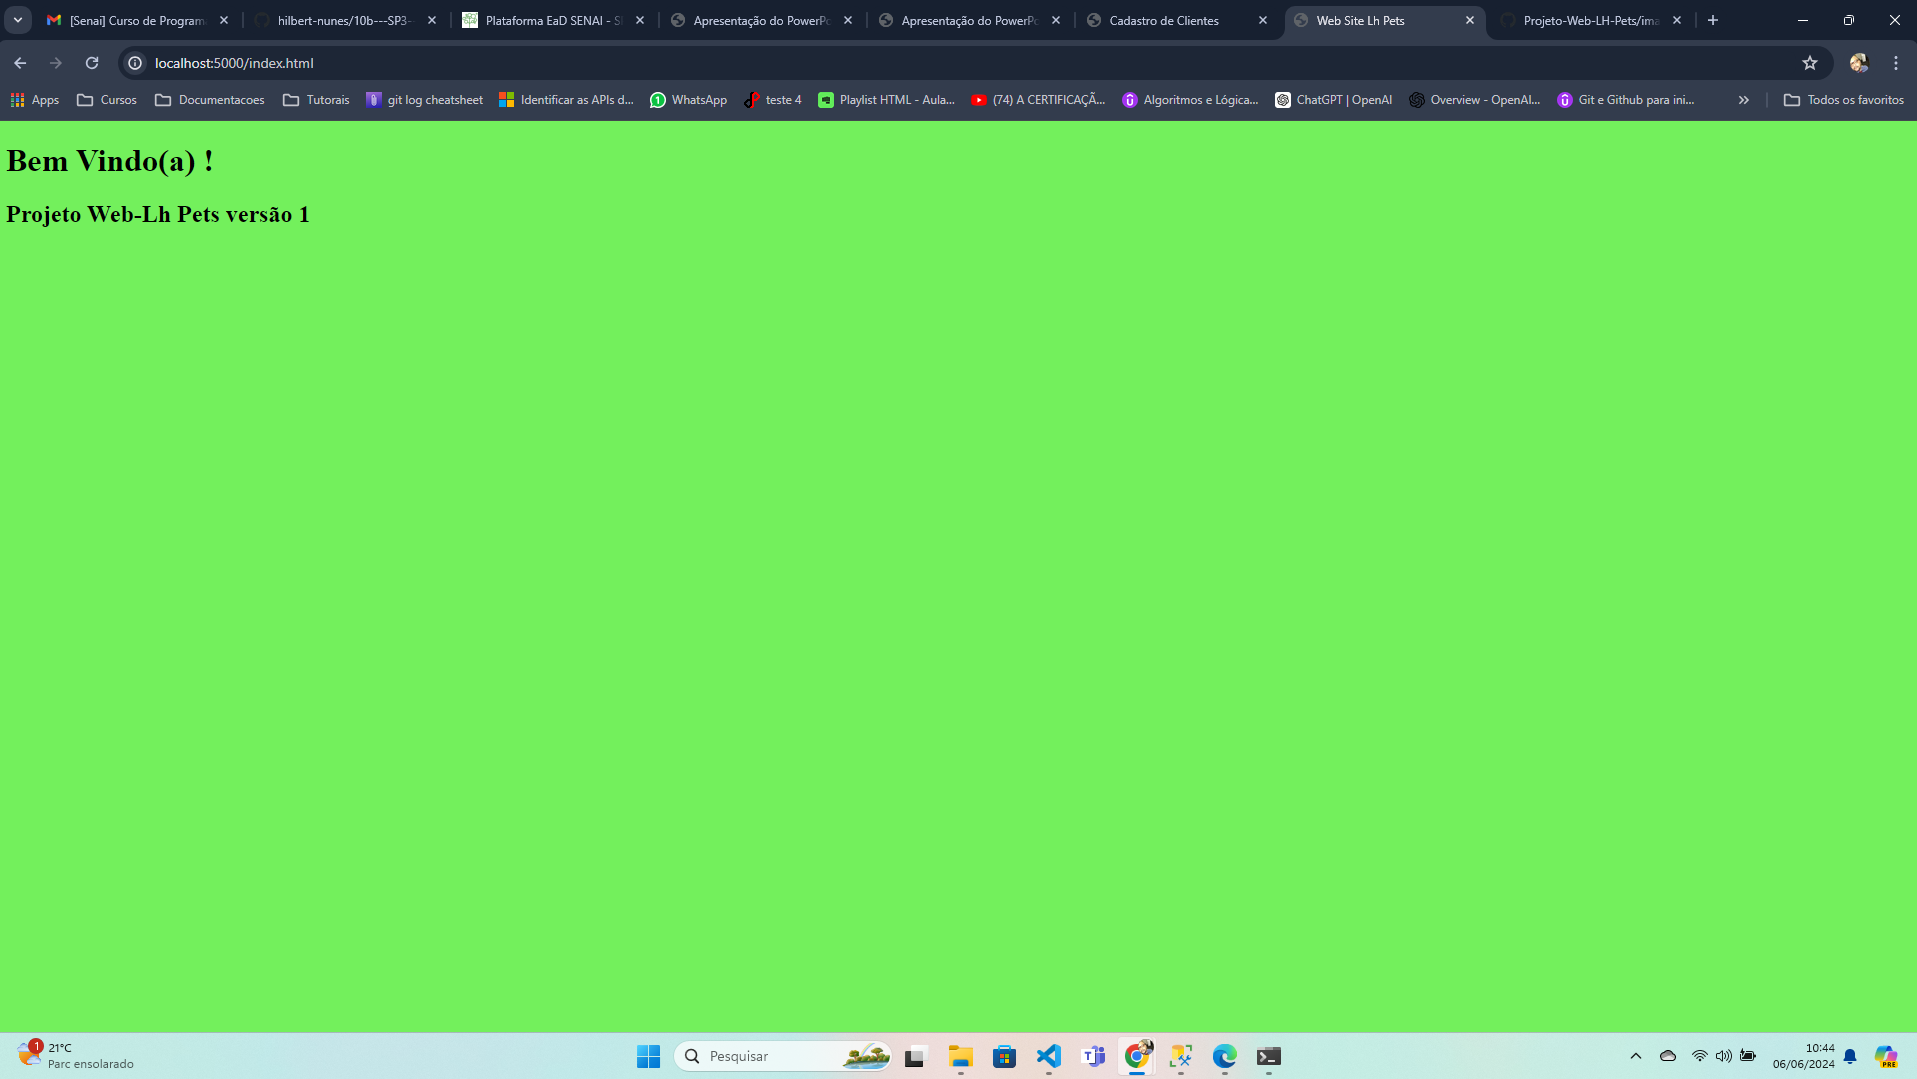 [Senai] Curso de Programa
hilbert-nunes/10b---SP3-
Plataforma EaD SENAI - S
Apresentação do PowerPo
Apresentação do PowerPo
Cadastro de Clientes
Web Site Lh Pets
Projeto-Web-LH-Pets/ima
localhost:5000/index.html
Apps
Cursos
Documentacoes
Tutorais
git log cheatsheet
Identificar as APIs d...
WhatsApp
teste 4
Playlist HTML - Aula...
(74) A CERTIFICAÇÃ...
Algoritmos e Lógica...
ChatGPT | OpenAI
Overview - OpenAI...
Git e Github para ini...
Todos os favoritos
Bem Vindo(a) !
Projeto Web-Lh Pets versão 1
1
21°C
Parc ensolarado
Pesquisar
PRE
10:44
06/06/2024